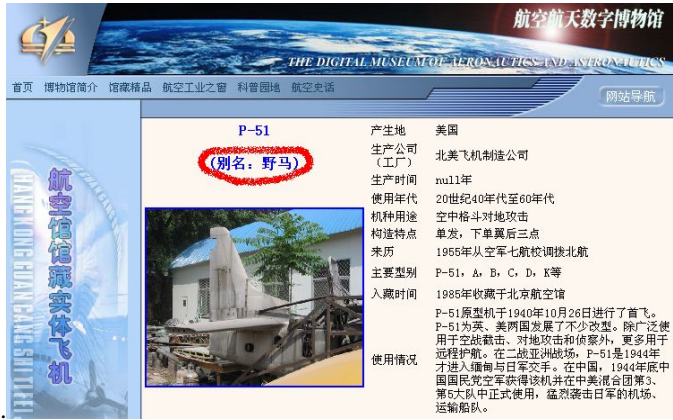 航空航天数字博物馆
THE DIGITAL MUSEUM OF AERONAUTICS AND ASTRONAUTICS
首页 博物馆简介 馆藏精品 航空工业之窗 科普园地 航空史话
网站导航
航空馆馆藏实体飞机
P-51
(别名: 野马)
产生地 美国
生产公司(工厂) 北美飞机制造公司
生产时间 null年
使用年代 20世纪40年代至60年代
机种用途 空中格斗对地攻击
构造特点 单发, 下单翼后三点
来历 1955年从空军七航校调拨北航
主要型别 P-51, A, B, C, D, K等
入藏时间 1985年收藏于北京航空馆
使用情况
P-51原型机于1940年10月26日进行了首飞。
P-51为英、美两国发展了不少改型。除广泛使
用于空战截击、对地攻击和侦察外, 更多用于
远程护航。在二战亚洲战场, P-51是1944年
才进入缅甸与日军交手。在中国, 1944年底中
国国民党空军获得该机并在中美混合团第3、
第5大队中正式使用, 猛烈袭击日军的机场、
运输船队。